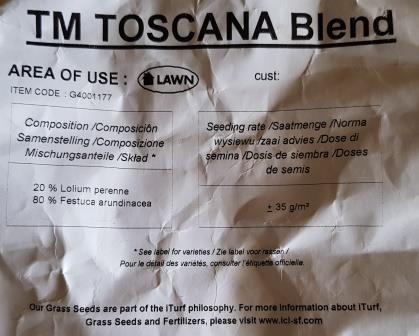 TM TOSCANA Blend
AREA OF USE : LAWN
cust:
ITEM CODE : G4001177
Composition /Composición
Samenstelling /Composizione
Mischungsanteile /Skład *
20 % Lolium perenne
80 % Festuca arundinacea
Seeding rate /Saatmenge /Norma
wysiewu /zaai advies /Dose di
semina /Dosis de siembra /Doses
de semis
± 35 g/m²
* See label for varieties / Zie label voor rassen /
Pour le détail des variétés, consulter l'étiquette officielle.
Our Grass Seeds are part of the iTurf philosophy. For more information about iTurf,
Grass Seeds and Fertilizers, please visit www.icl-sf.com